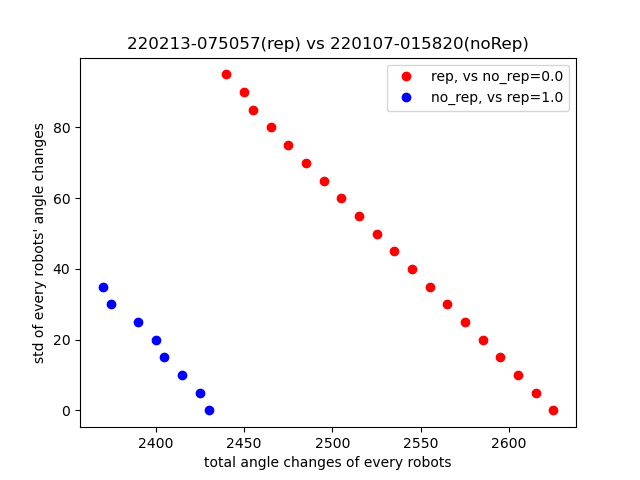 220213-075057(rep) vs 220107-015820(noRep)
rep, vs no_rep=0.0
no_rep, vs rep=1.0
std of every robots' angle changes
80
60
40
20
0
2400 2450 2500 2550 2600
total angle changes of every robots